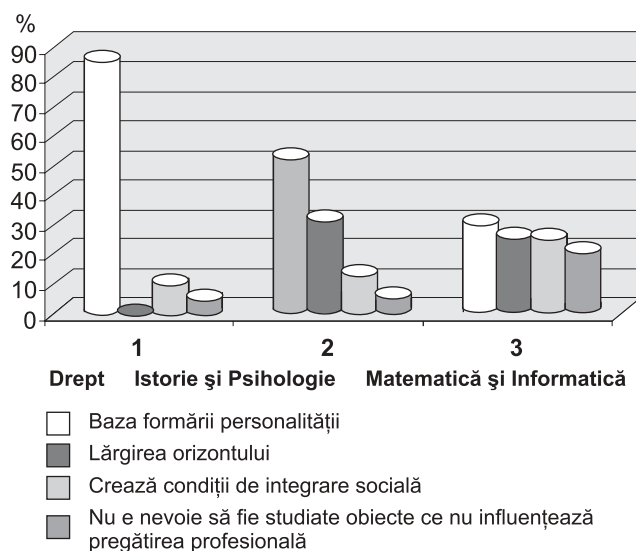 %
90
80
70
60
50
40
30
20
10
0
1 2 3
Drept Istorie şi Psihologie Matematică şi Informatică
Baza formării personalităţii
Lărgirea orizontului
Crează condiţii de integrare socială
Nu e nevoie să fie studiate obiecte ce nu influenţează
pregătirea profesională